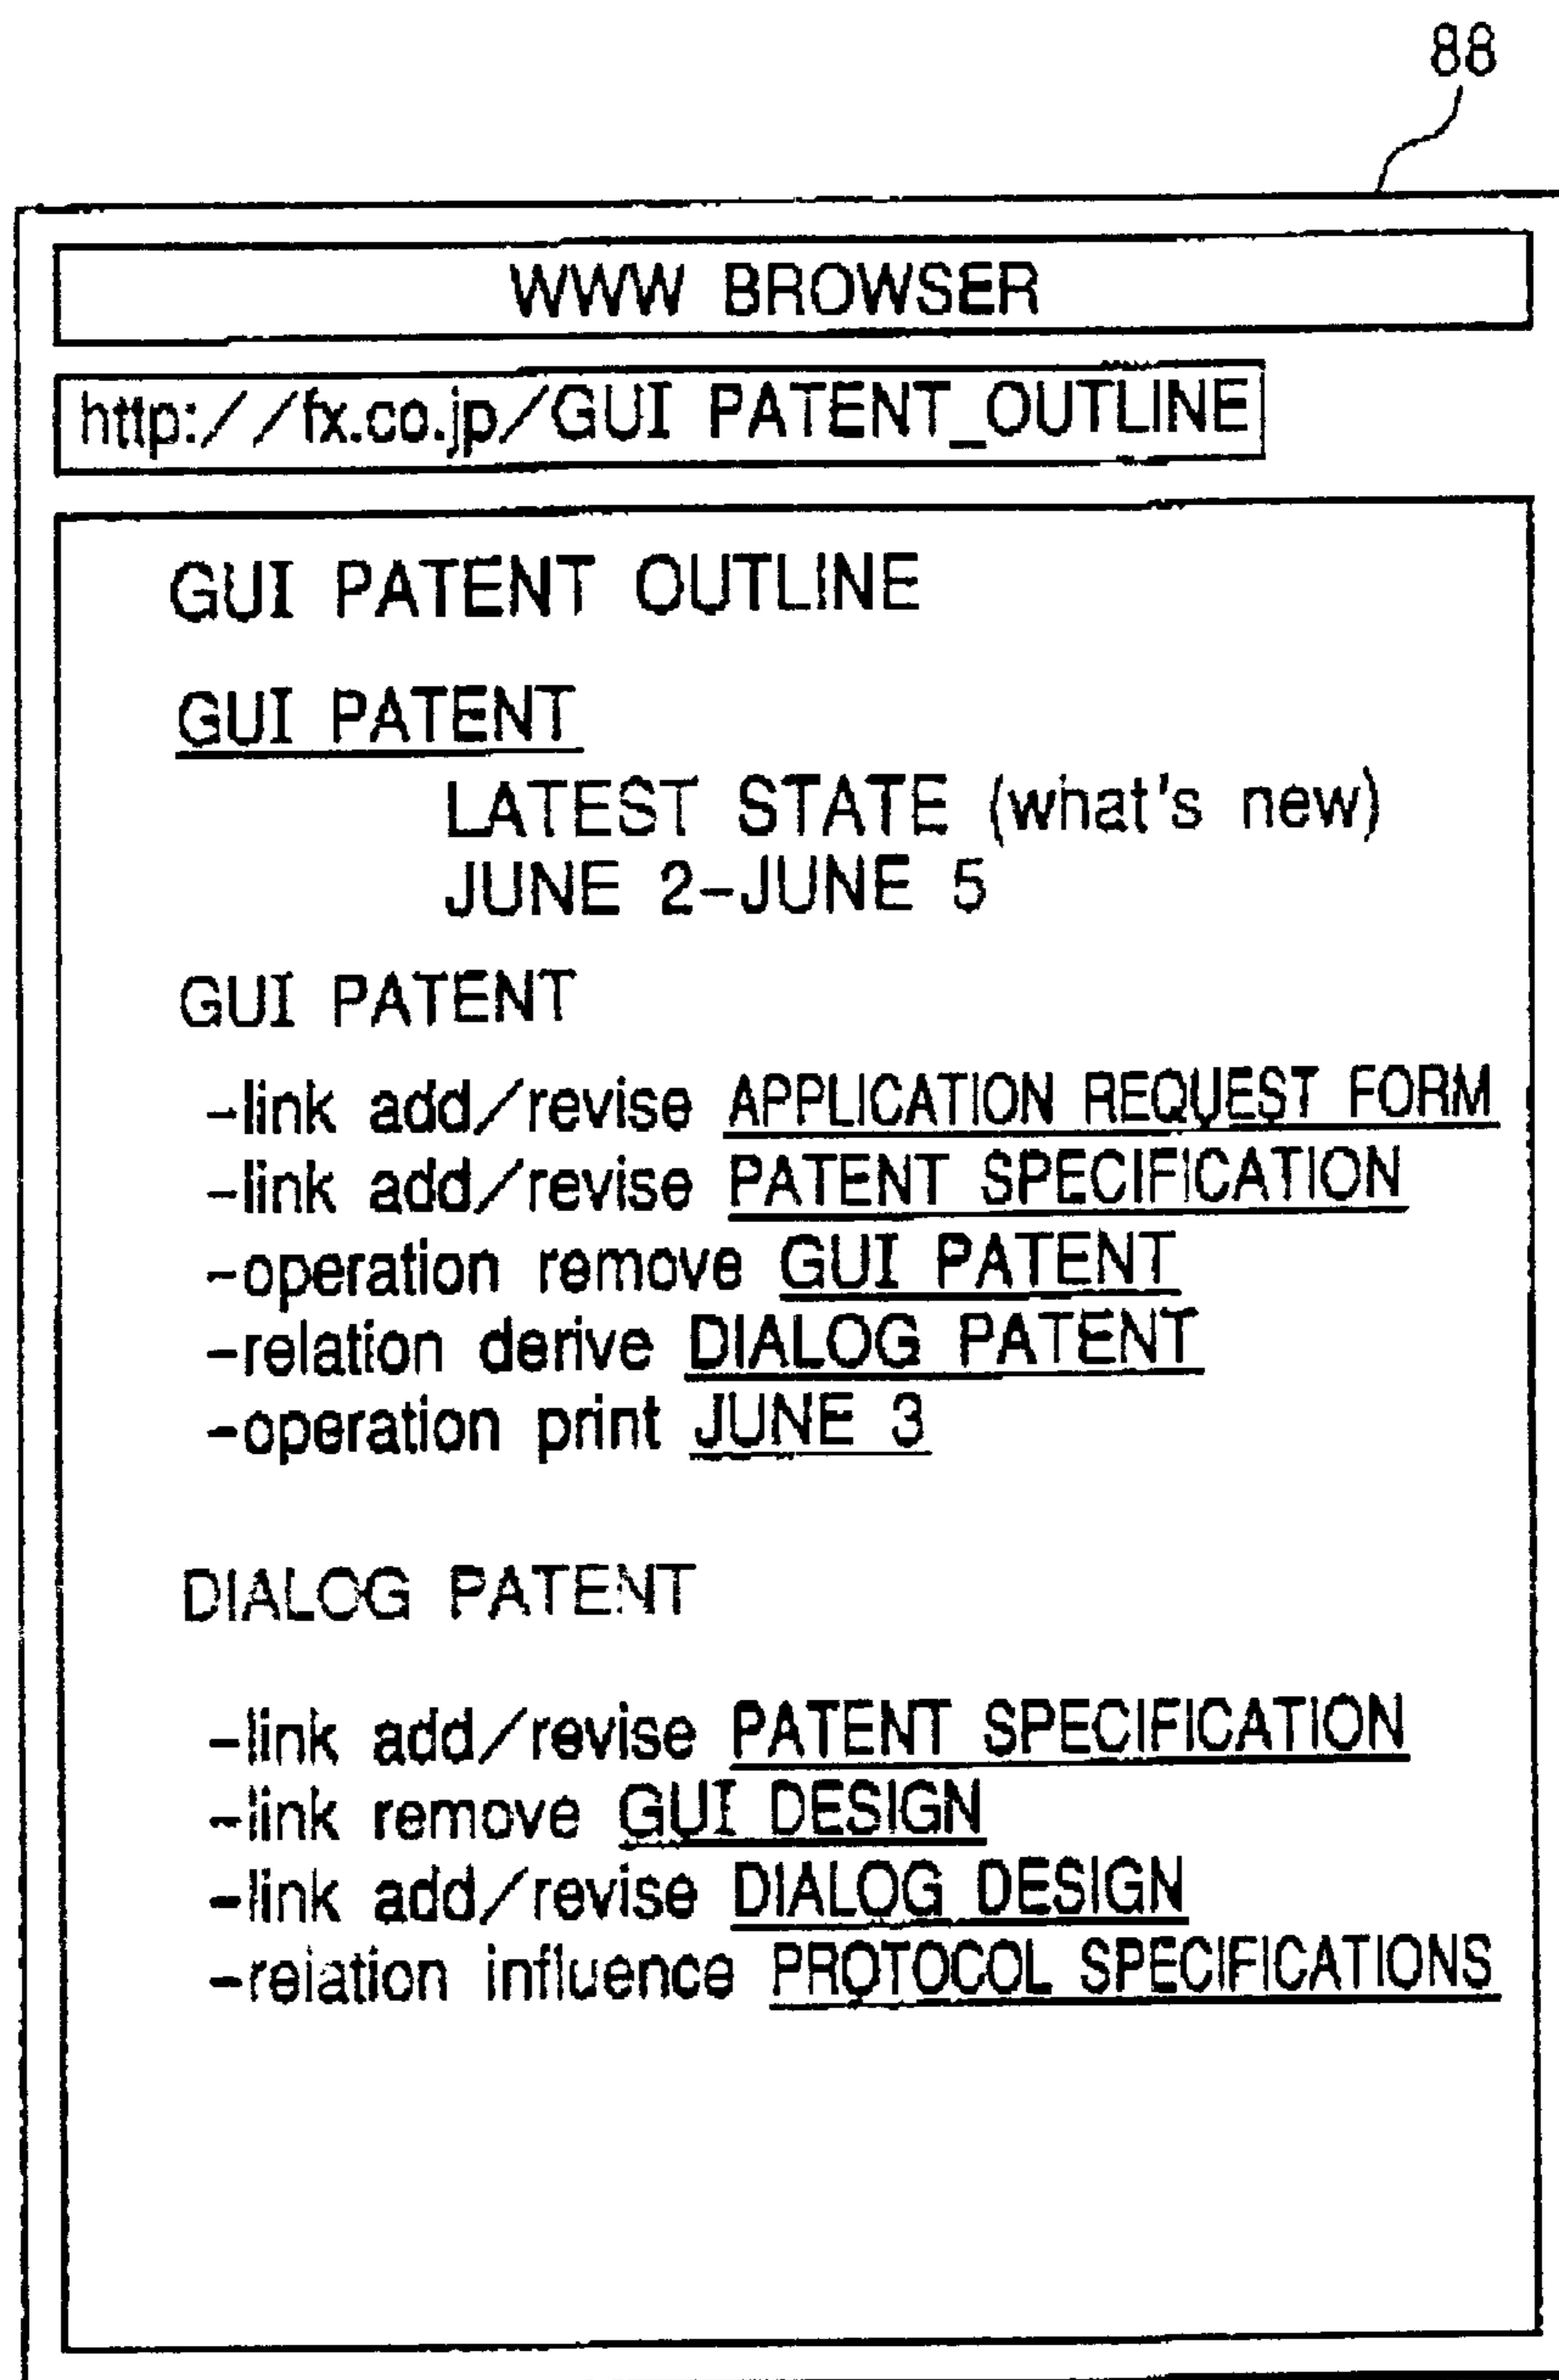 88
WWW BROWSER
http://fx.co.jp/GUI PATENT_OUTLINE
GUI PATENT OUTLINE
GUI PATENT
LATEST STATE (what's new)
JUNE 2-JUNE 5
GUI PATENT
-link add/revise APPLICATION REQUEST FORM
-link add/revise PATENT SPECIFICATION
-operation remove GUI PATENT
-relation derive DIALOG PATENT
-operation print JUNE 3
DIALOG PATENT
-link add/revise PATENT SPECIFICATION
-link remove GUI DESIGN
-link add/revise DIALOG DESIGN
-relation influence PROTOCOL SPECIFICATIONS